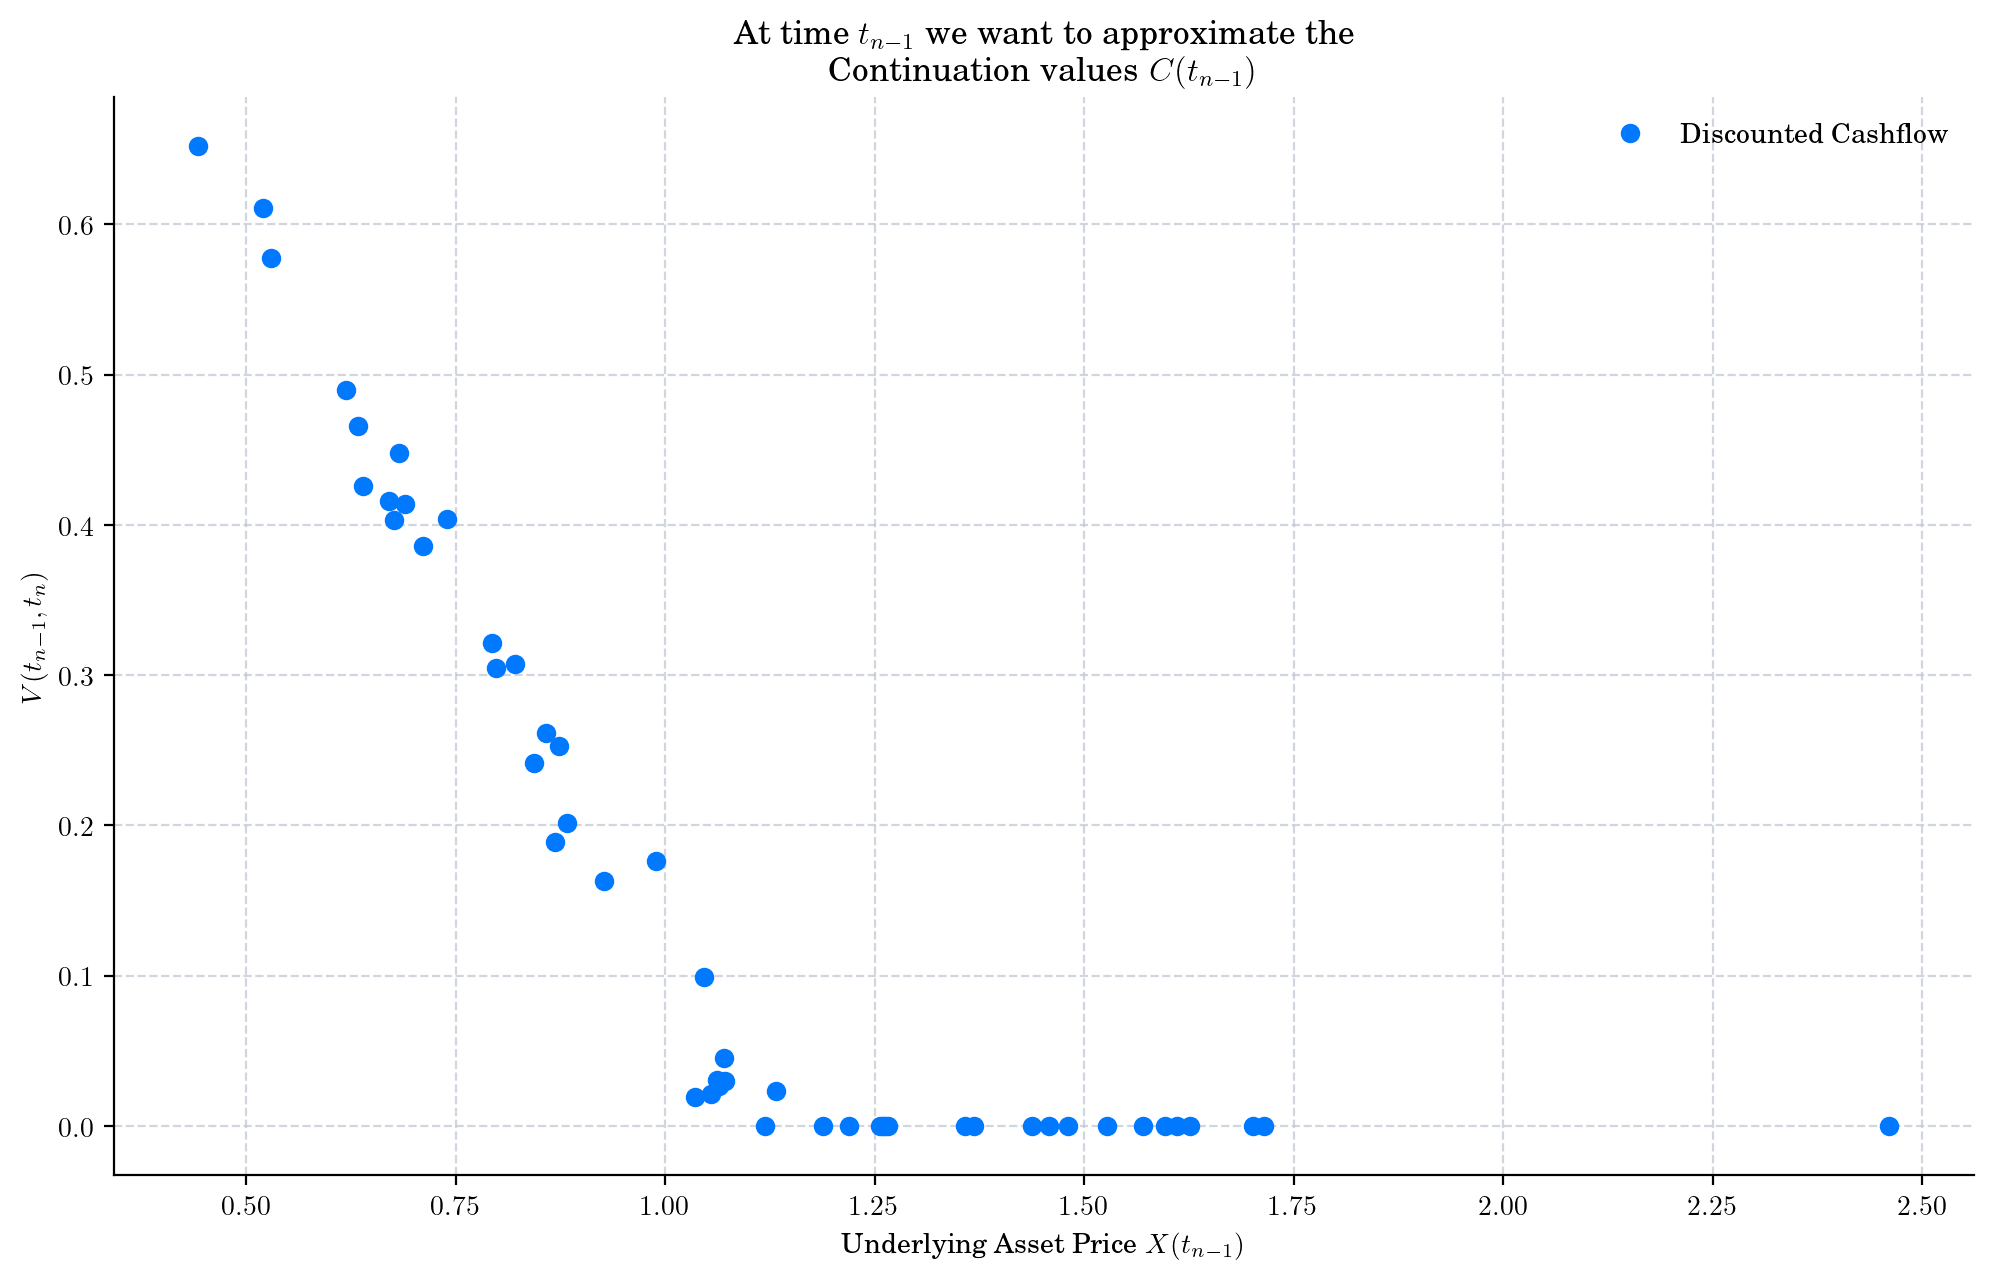 At time $t_{n-1}$ we want to approximate the
Continuation values $C(t_{n-1})$
Discounted Cashflow
0.6
0.5
0.4
0.3
0.2
0.1
0.0
$V(t_{n-1}, t_n)$
0.50 0.75 1.00 1.25 1.50 1.75 2.00 2.25 2.50
Underlying Asset Price $X(t_{n-1})$